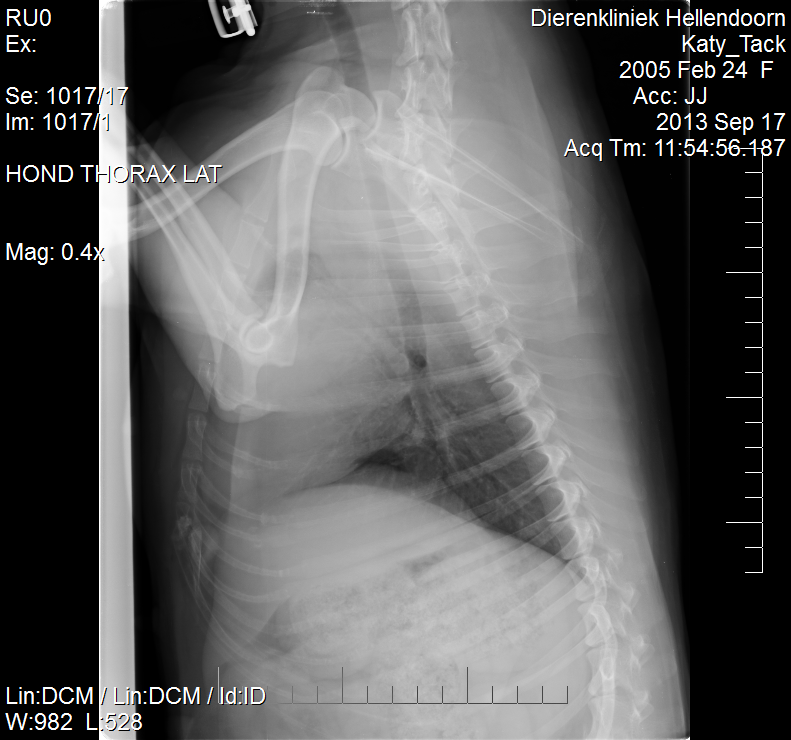 RU0
Ex:
Se: 1017/17
Im: 1017/1
HOND THORAX LAT
Mag: 0.4x
Dierenkliniek Hellendoorn
Katy_Tack
2005 Feb 24 F
Acc: JJ
2013 Sep 17
Acq Tm: 11:54:56.187
Lin:DCM / Lin:DCM / Id:ID
W:982 L:528